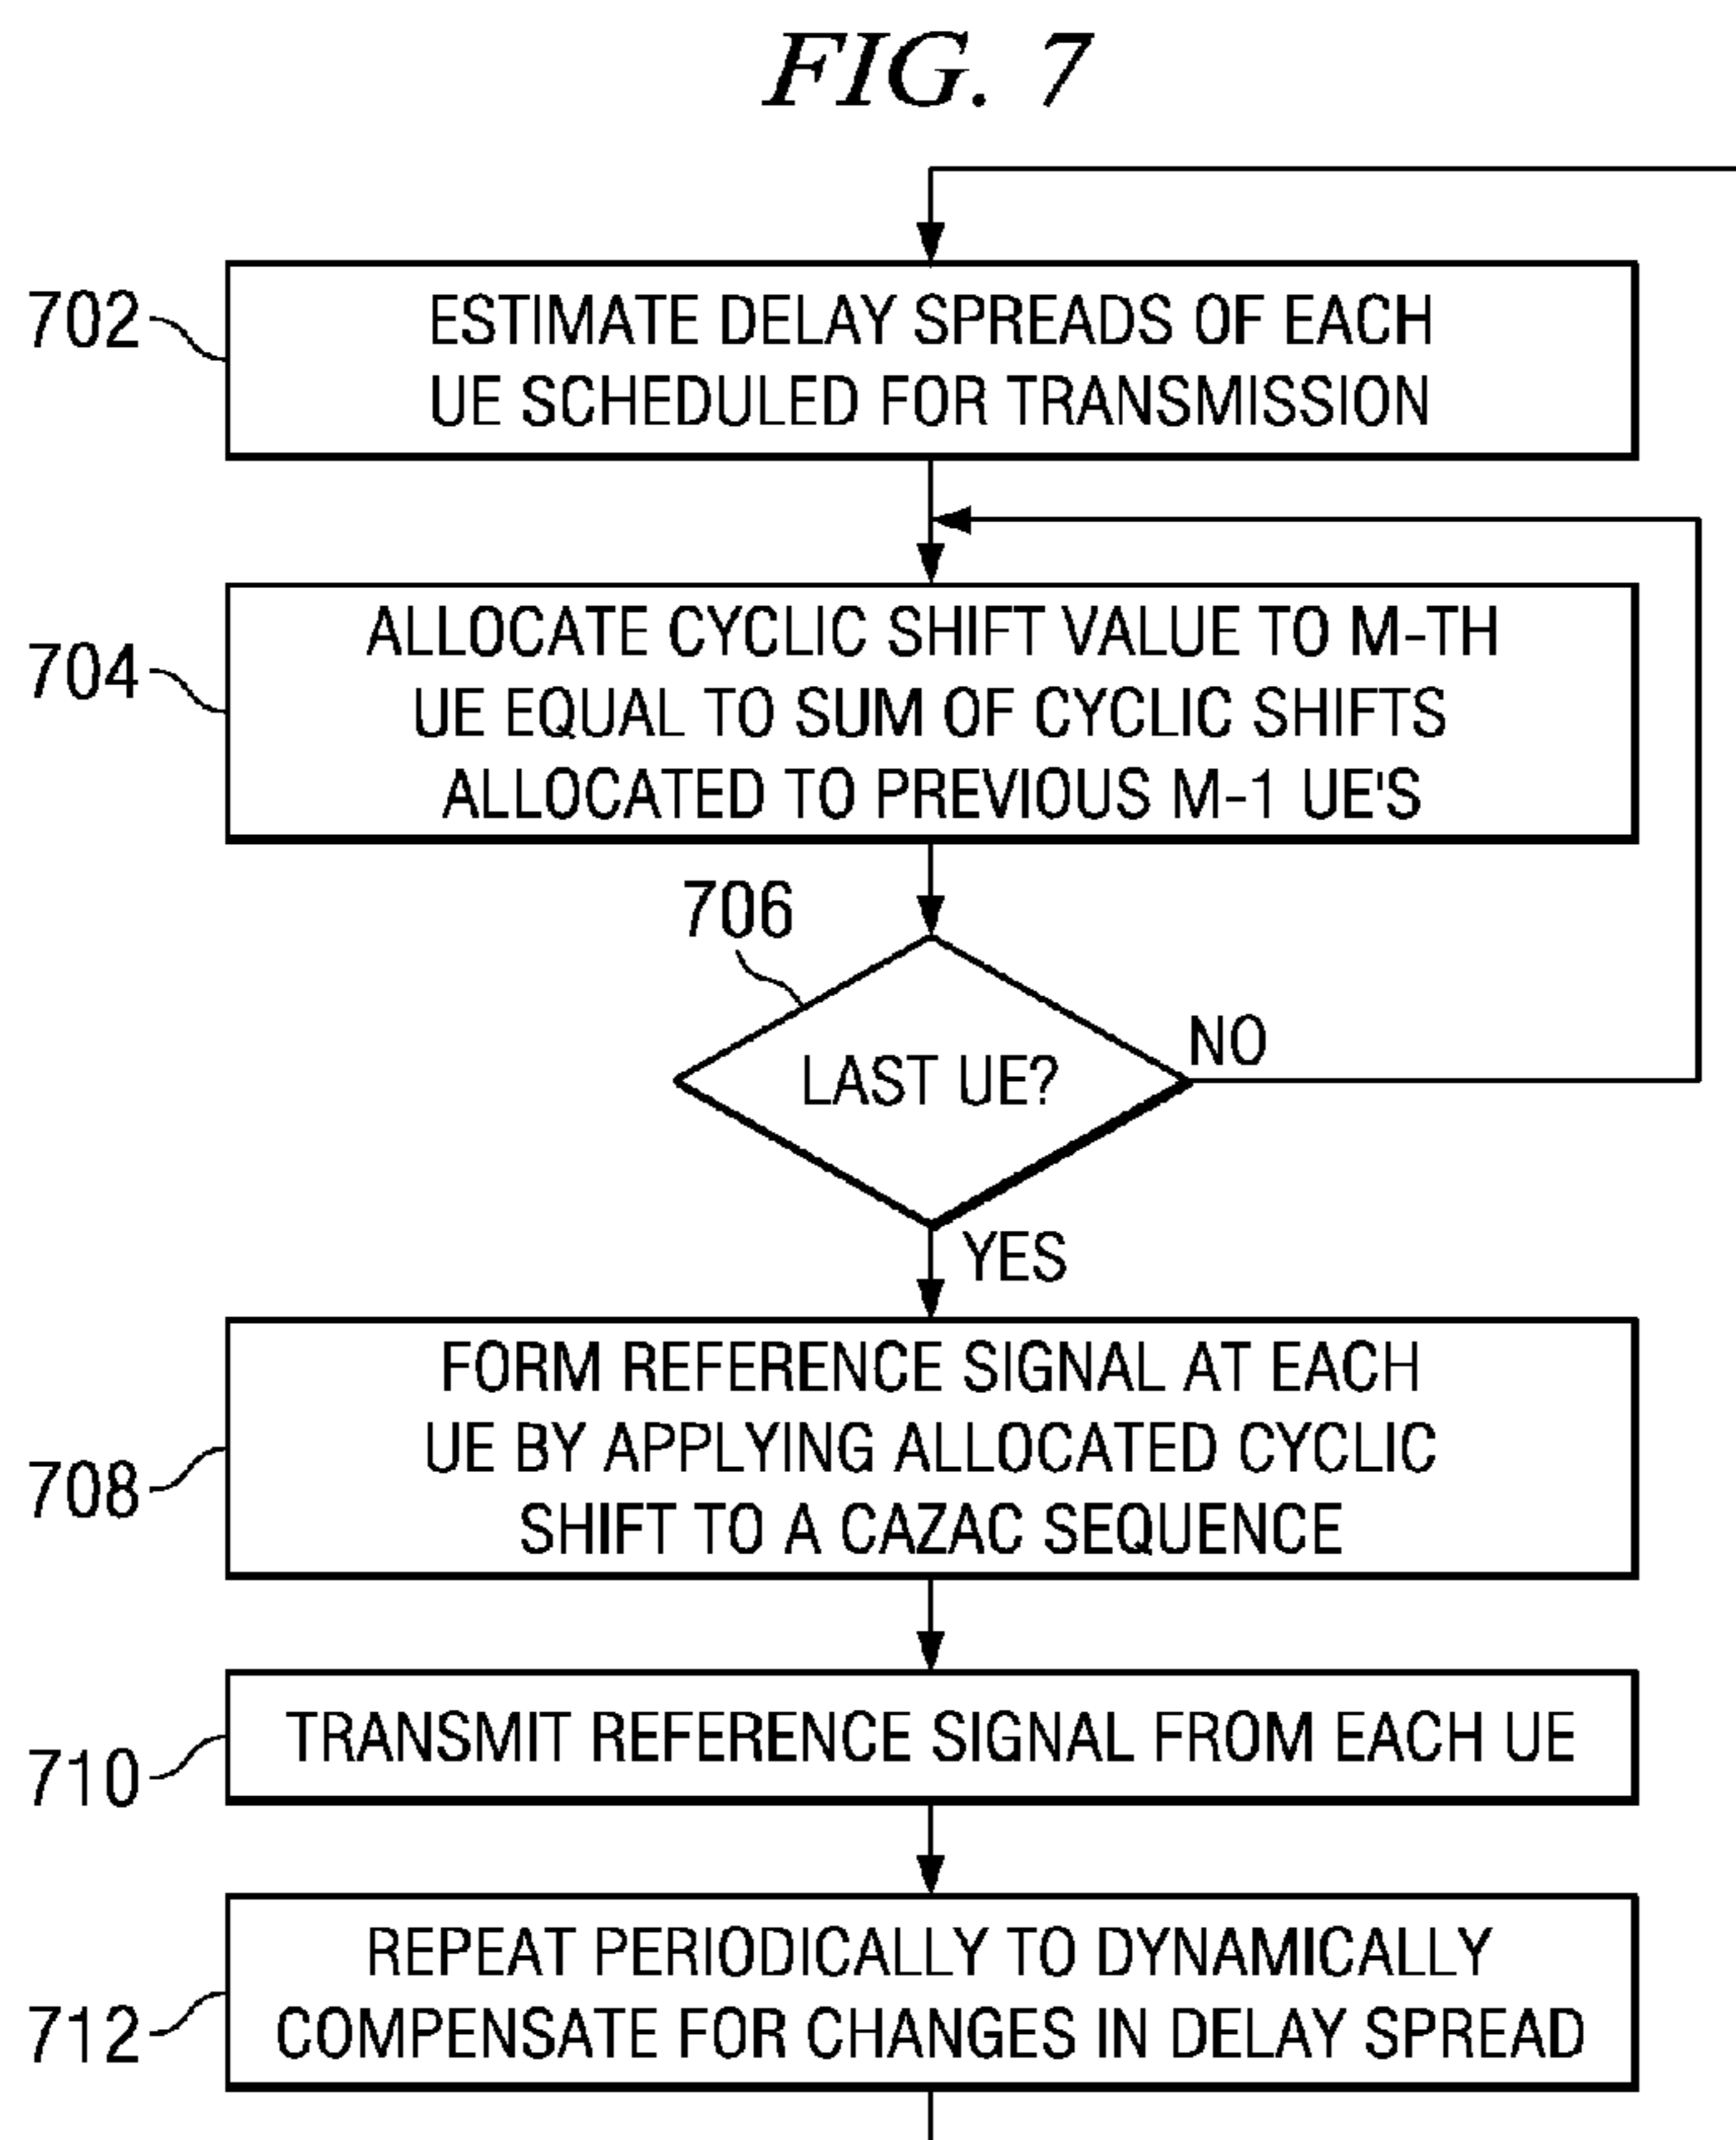 FIG. 7
702
ESTIMATE DELAY SPREADS OF EACH
UE SCHEDULED FOR TRANSMISSION
704
ALLOCATE CYCLIC SHIFT VALUE TO M-TH
UE EQUAL TO SUM OF CYCLIC SHIFTS
ALLOCATED TO PREVIOUS M-1 UE'S
706
LAST UE?
NO
YES
708
FORM REFERENCE SIGNAL AT EACH
UE BY APPLYING ALLOCATED CYCLIC
SHIFT TO A CAZAC SEQUENCE
710
TRANSMIT REFERENCE SIGNAL FROM EACH UE
712
REPEAT PERIODICALLY TO DYNAMICALLY
COMPENSATE FOR CHANGES IN DELAY SPREAD